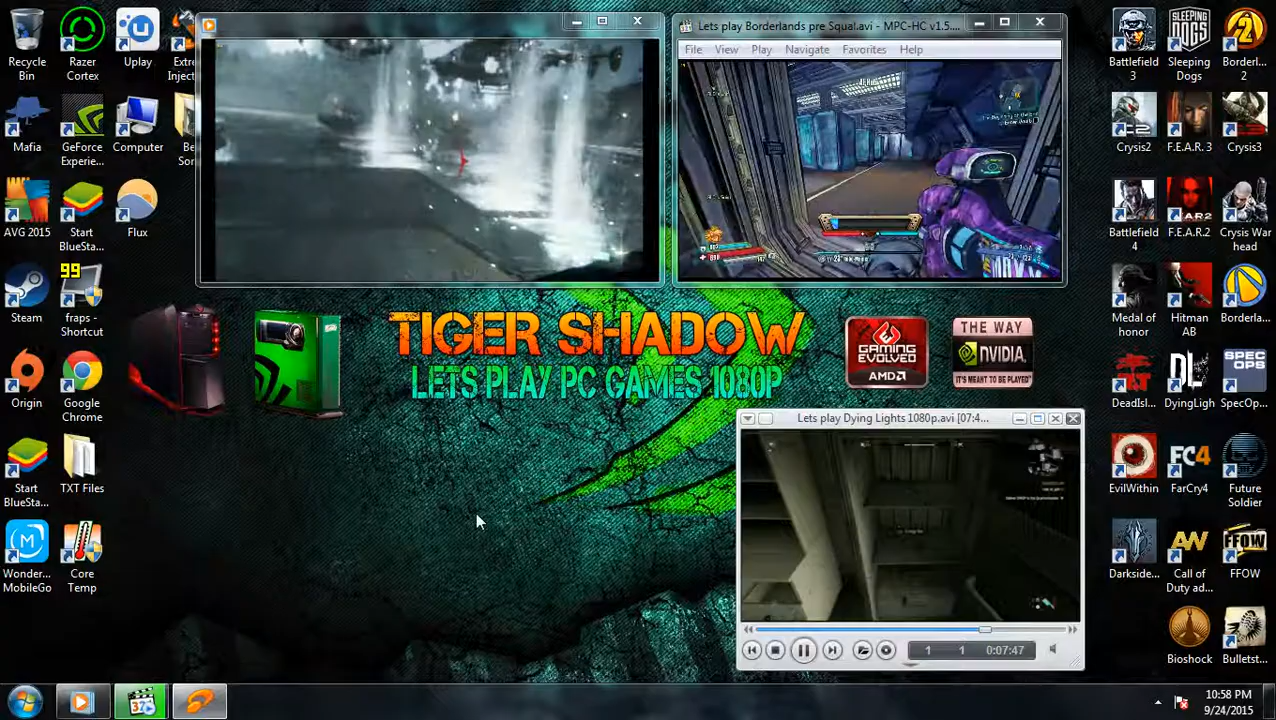 Recycle
Bin
Razer
Cortex
Uplay
Extre
Inject
Mafia
GeForce
Experie...
Computer
AVG 2015
Start
BlueSta...
Flux
Steam
99
fraps -
Shortcut
Origin
Google
Chrome
Start
BlueSta...
TXT Files
Wonder...
MobileGo
Core
Temp
Lets play Borderlands pre Squal.avi - MPC-HC v1.5....
File View Play Navigate Favorites Help
TIGER SHADOW
LETS PLAY PC GAMES 1080P
GAMING
EVOLVED
AMD
THE WAY
NVIDIA
IT'S MEANT TO BE PLAYED
Lets play Dying Lights 1080p.avi [07:4...
1 1 0:07:47
Battlefield
3
Sleeping
Dogs
Borderl...
2
Crysis2
F.E.A.R. 3
Crysis3
Battlefield
4
F.E.A.R.2
Crysis War
head
Medal of
honor
Hitman
AB
Borderla...
DeadIsl...
DyingLigh...
SpecOp...
EvilWithin
FarCry4
Future
Soldier
Darkside...
Call of
Duty ad...
FFOW
Bioshock
Bulletst...
10:58 PM
9/24/2015